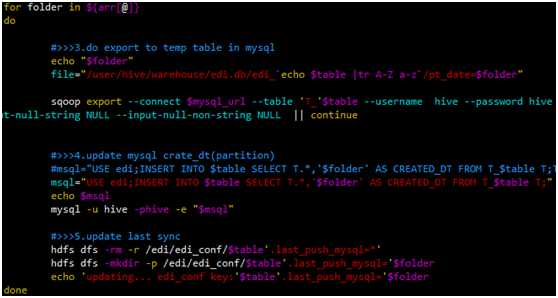 for folder in ${arr[@]}
do
#>>>3.do export to temp table in mysql
echo "$folder"
file="/user/hive/warehouse/edi.db/edi_`echo $table |tr A-Z a-z`/pt_date=$folder"
sqoop export --connect $mysql_url --table 'T_'$table --username  hive --password hive
ut-null-string NULL --input-null-non-string NULL  || continue
#>>>4.update mysql crate_dt(partition)
#msql="USE edi;INSERT INTO $table SELECT T.*,'$folder' AS CREATED_DT FROM T_$table T;T
msql="USE edi;INSERT INTO $table SELECT T.*,'$folder' AS CREATED_DT FROM T_$table T;"
echo $msql
mysql -u hive -phive -e "$msql"
#>>>5.update last sync
hdfs dfs -rm -r /edi/edi_conf/$table'.last_push_mysql=*'
hdfs dfs -mkdir -p /edi/edi_conf/$table'.last_push_mysql='$folder
echo 'updating... edi_conf key:'$table'.last_push_mysql='$folder
done